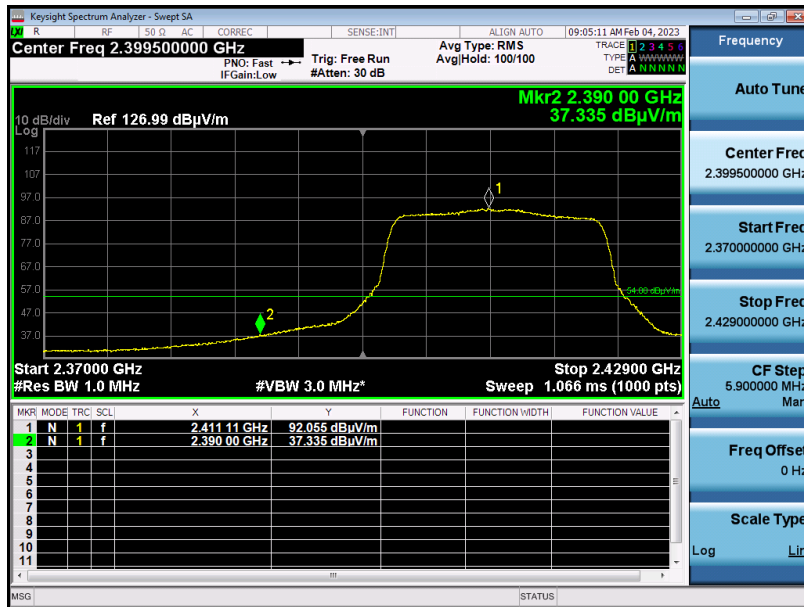 Keysight Spectrum Analyzer - Swept SA
LXI R RF 50 Ω AC CORREC SENSE:INT ALIGN AUTO 09:05:11 AM Feb 04, 2023
Center Freq 2.399500000 GHz
PNO: Fast
IFGain:Low
Trig: Free Run
#Atten: 30 dB
Avg Type: RMS
Avg|Hold: 100/100
TRACE 1 2 3 4 5 6
TYPE A WWWWW
DET A N N N N N
Mkr2 2.390 00 GHz
37.335 dBµV/m
10 dB/div Ref 126.99 dBµV/m
Log
117
107
97.0
87.0
77.0
67.0
57.0
47.0
37.0
1
2
54.00 dBµV/m
Start 2.37000 GHz Stop 2.42900 GHz
#Res BW 1.0 MHz #VBW 3.0 MHz* Sweep 1.066 ms (1000 pts)
MKR MODE TRC SCL X Y FUNCTION FUNCTION WIDTH FUNCTION VALUE
1 N 1 f 2.411 11 GHz 92.055 dBµV/m
2 N 1 f 2.390 00 GHz 37.335 dBµV/m
3
4
5
6
7
8
9
10
11
MSG STATUS
Frequency
Auto Tune
Center Freq
2.399500000 GHz
Start Freq
2.370000000 GHz
Stop Freq
2.429000000 GHz
CF Step
5.900000 MHz
Auto Man
Freq Offset
0 Hz
Scale Type
Log Lin